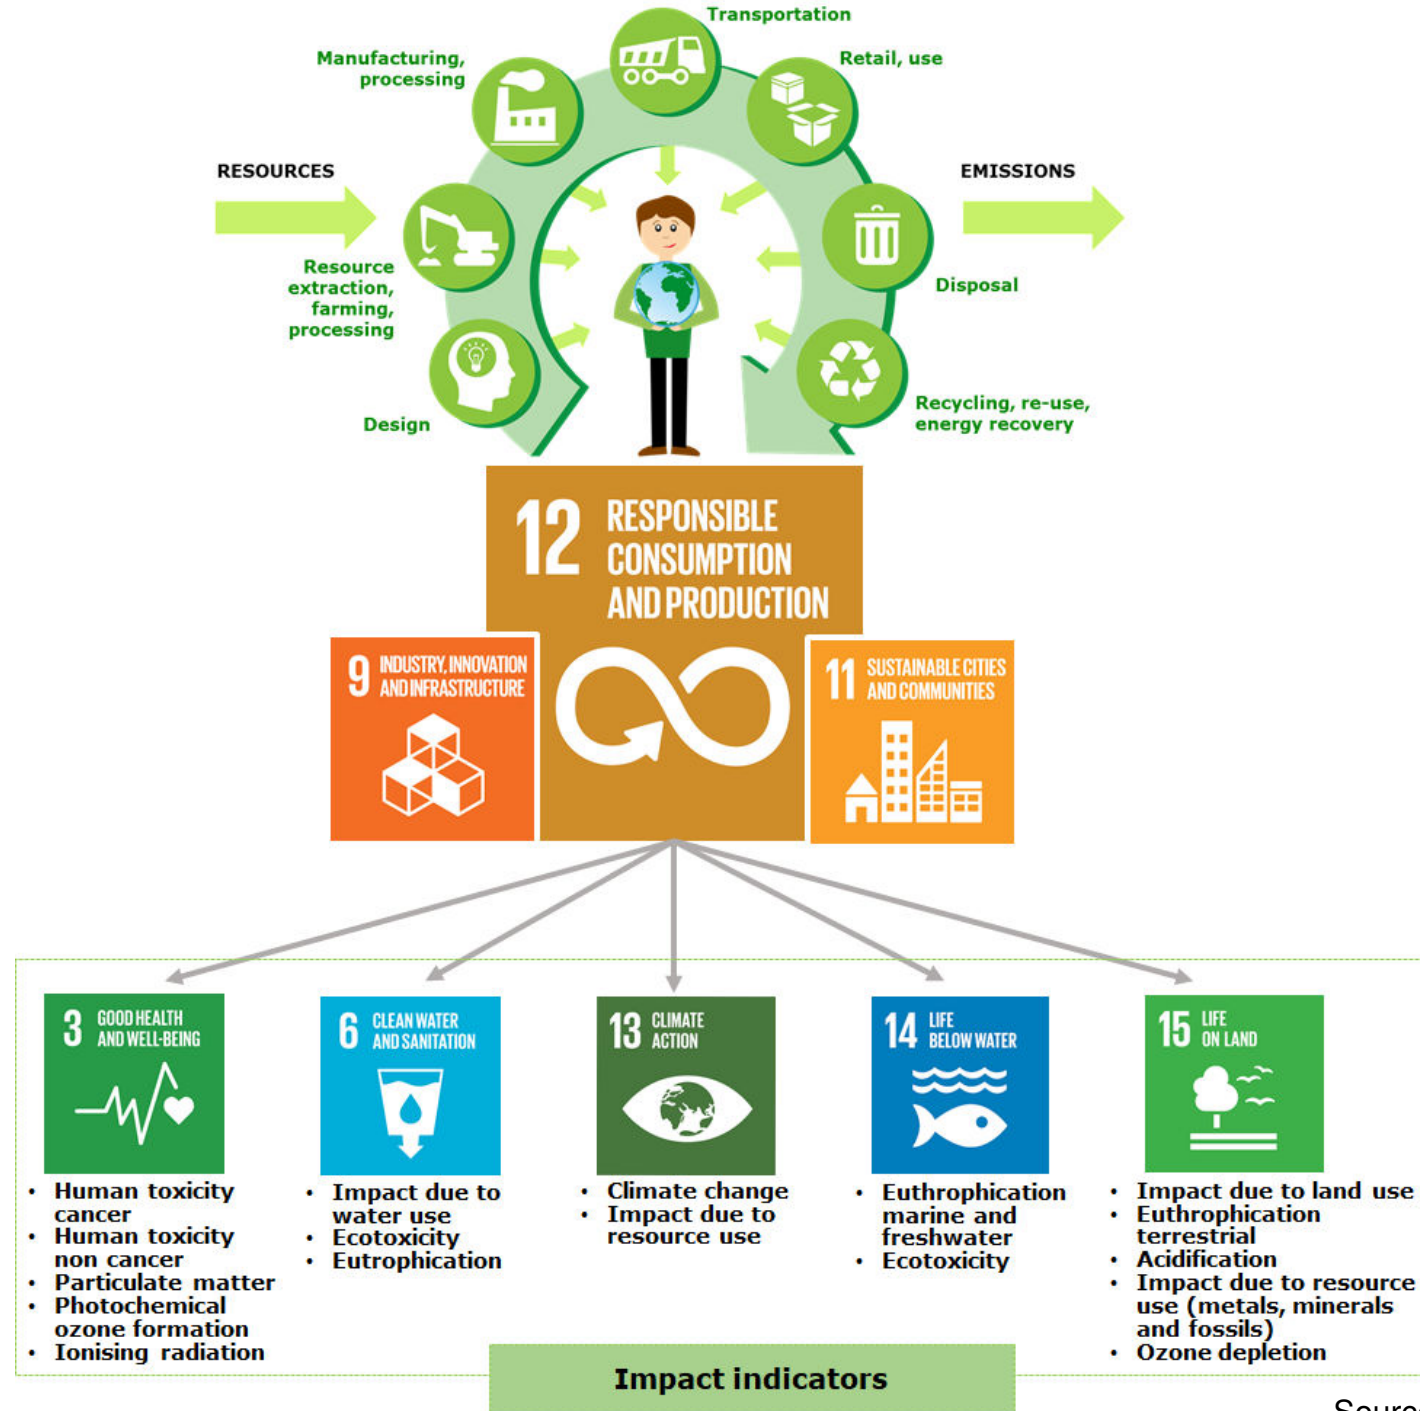 Transportation
Manufacturing,
processing
Retail, use
RESOURCES
EMISSIONS
Resource
extraction,
farming,
processing
Disposal
Design
Recycling, re-use,
energy recovery
12 RESPONSIBLE
CONSUMPTION
AND PRODUCTION
9 INDUSTRY, INNOVATION
AND INFRASTRUCTURE
11 SUSTAINABLE CITIES
AND COMMUNITIES
3 GOOD HEALTH
AND WELL-BEING
6 CLEAN WATER
AND SANITATION
13 CLIMATE
ACTION
14 LIFE
BELOW WATER
15 LIFE
ON LAND
• Human toxicity
cancer
• Human toxicity
non cancer
• Particulate matter
• Photochemical
ozone formation
• Ionising radiation
• Impact due to
water use
• Ecotoxicity
• Eutrophication
• Climate change
• Impact due to
resource use
• Euthrophication
marine and
freshwater
• Ecotoxicity
• Impact due to land use
• Euthrophication
terrestrial
• Acidification
• Impact due to resource
use (metals, minerals
and fossils)
• Ozone depletion
Impact indicators